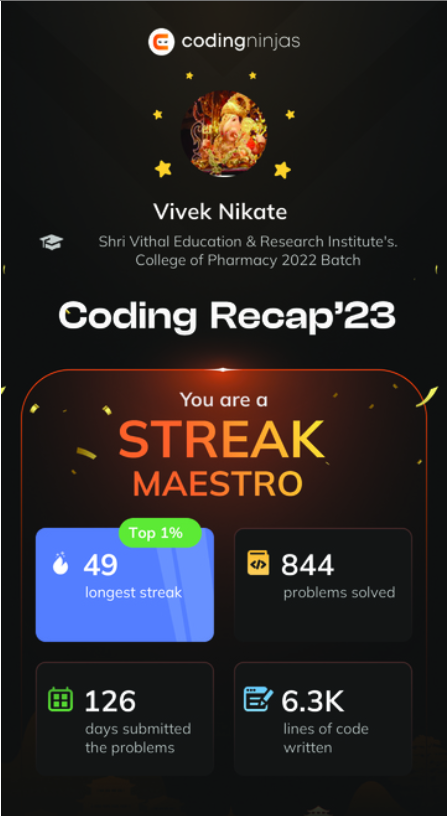 codingninjas
Vivek Nikate
Shri Vithal Education & Research Institute's.
College of Pharmacy 2022 Batch
Coding Recap'23
You are a
STREAK
MAESTRO
Top 1%
49
longest streak
844
problems solved
126
days submitted
the problems
6.3K
lines of code
written